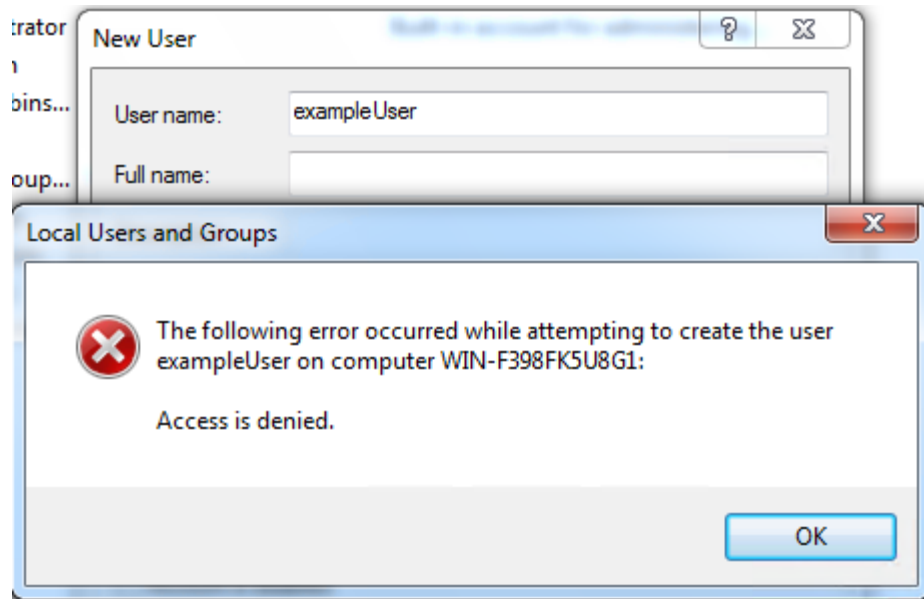 trator
New User
n
bins...
User name:
exampleUser
oup...
Full name:
Local Users and Groups
The following error occurred while attempting to create the user
exampleUser on computer WIN-F398FK5U8G1:
Access is denied.
OK